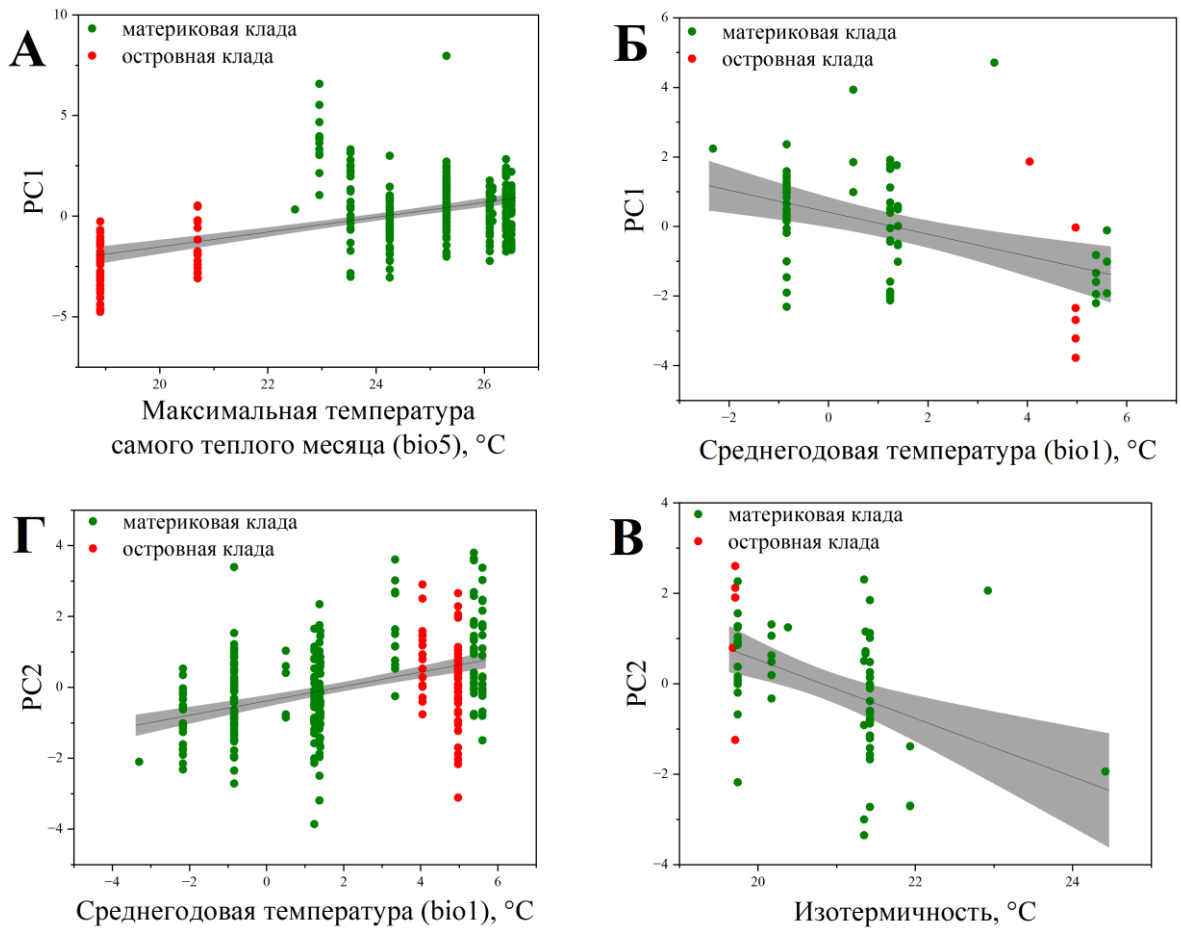 А
10
5
0
−5
PC1
материковая клада
островная клада
20
22
24
26
Максимальная температура
самого теплого месяца (bio5), °C
Б
6
4
2
0
−2
−4
PC1
материковая клада
островная клада
−2
0
2
4
6
Среднегодовая температура (bio1), °C
Г
4
2
0
−2
−4
PC2
материковая клада
островная клада
−4
−2
0
2
4
6
Среднегодовая температура (bio1), °C
В
4
2
0
−2
−4
PC2
материковая клада
островная клада
20
22
24
Изотермичность, °C